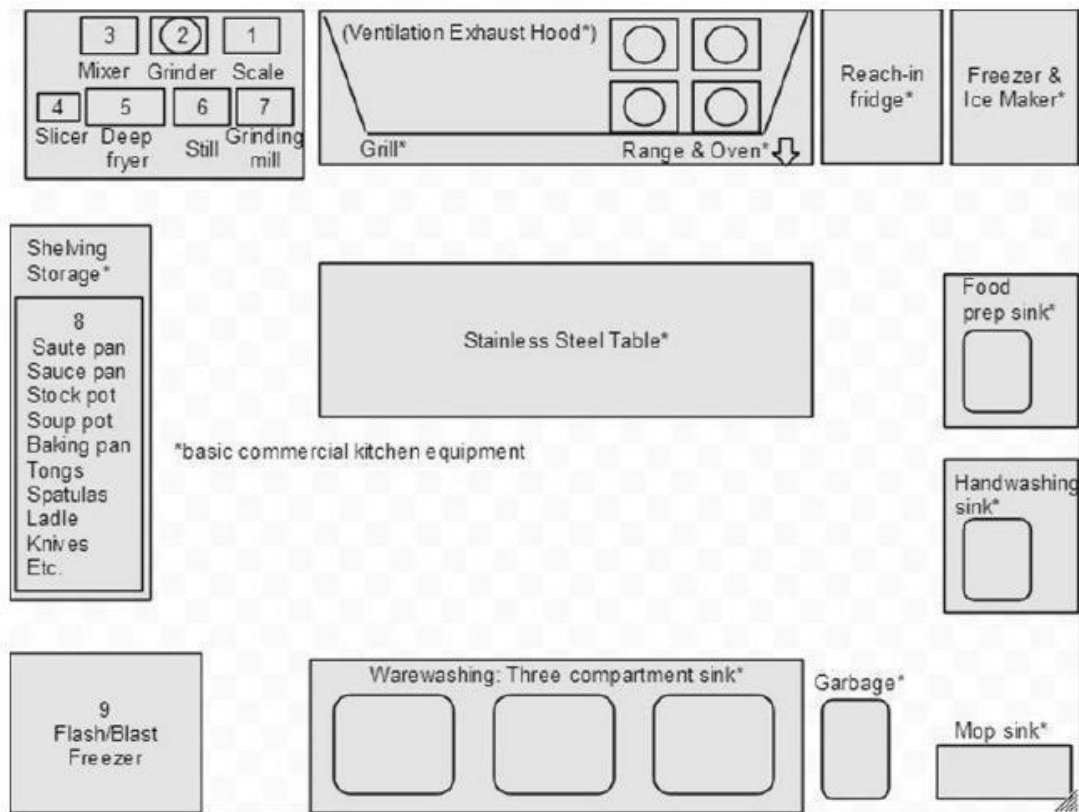 3 2 1
Mixer Grinder Scale
4 5 6 7
Slicer Deep fryer Still Grinding mill
(Ventilation Exhaust Hood*)
Grill* Range & Oven*
Reach-in
fridge*
Freezer &
Ice Maker*
Shelving
Storage*
8
Saute pan
Sauce pan
Stock pot
Soup pot
Baking pan
Tongs
Spatulas
Ladle
Knives
Etc.
Stainless Steel Table*
*basic commercial kitchen equipment
Food
prep sink*
Handwashing
sink*
9
Flash/Blast
Freezer
Warewashing: Three compartment sink*
Garbage*
Mop sink*